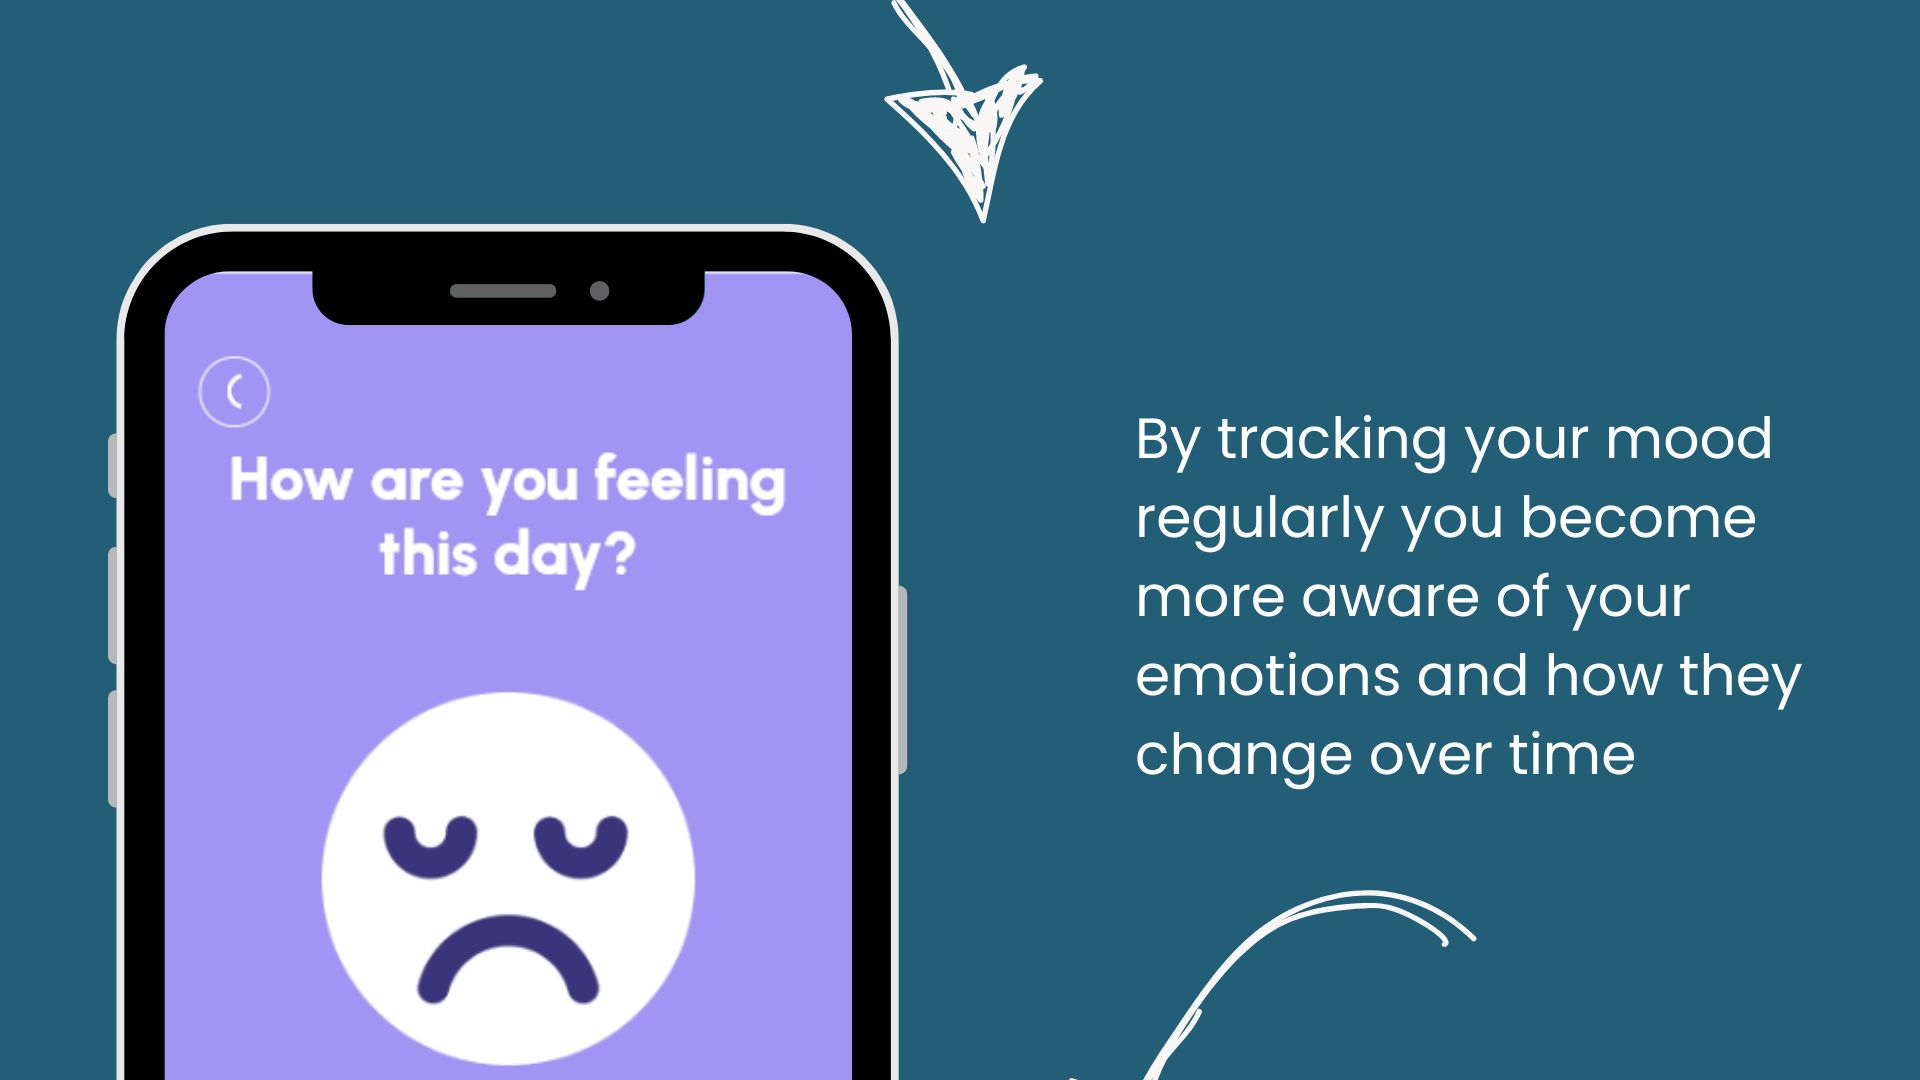 How are you feeling
this day?
By tracking your mood
regularly you become
more aware of your
emotions and how they
change over time